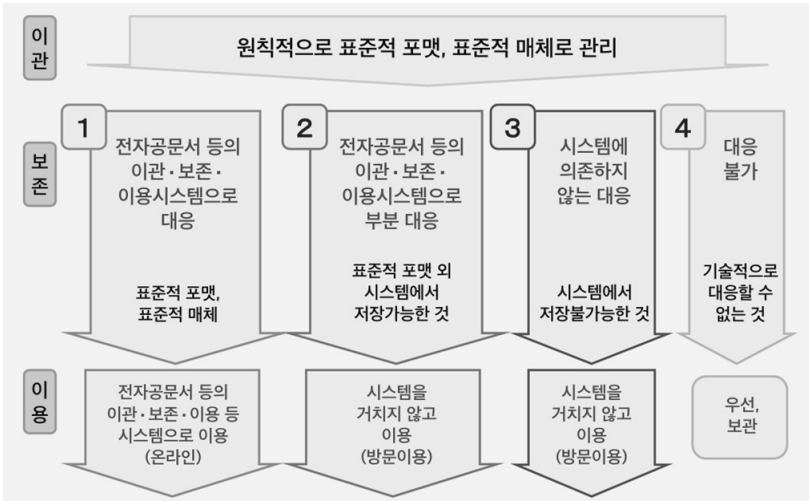 이
관
원칙적으로 표준적 포맷, 표준적 매체로 관리
보
존
1
전자공문서 등의
이관·보존·
이용시스템으로
대응
표준적 포맷,
표준적 매체
2
전자공문서 등의
이관·보존·
이용시스템으로
부분 대응
표준적 포맷 외
시스템에서
저장가능한 것
3
시스템에
의존하지
않는 대응
시스템에서
저장불가능한 것
4
대응
불가
기술적으로
대응할 수
없는 것
이
용
전자공문서 등의
이관·보존·이용 등
시스템으로 이용
(온라인)
시스템을
거치지 않고
이용
(방문이용)
시스템을
거치지 않고
이용
(방문이용)
우선,
보관